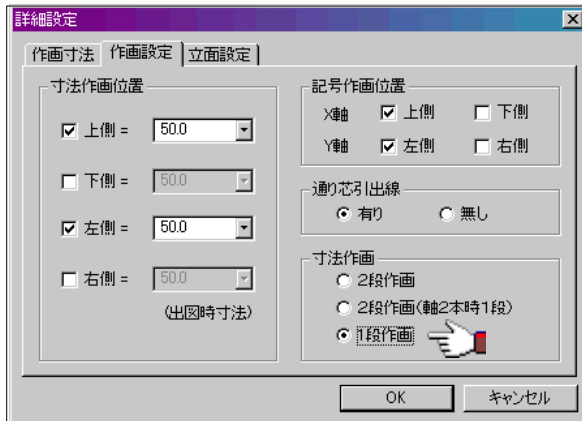 詳細設定
作画寸法 作画設定 立面設定
寸法作画位置
上側 = 50.0
下側 = 50.0
左側 = 50.0
右側 = 50.0
(出図時寸法)
記号作画位置
X軸 上側 下側
Y軸 左側 右側
通り芯引出線
有り 無し
寸法作画
2段作画
2段作画(軸2本時1段)
1段作画
OK キャンセル